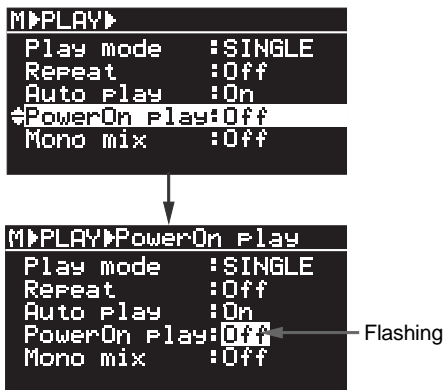 M▶PLAY▶
Play mode :SINGLE
Repeat :Off
Auto play :On
PowerOn play:Off
Mono mix :Off
M▶PLAY▶PowerOn play
Play mode :SINGLE
Repeat :Off
Auto play :On
PowerOn play:Off
Flashing
Mono mix :Off